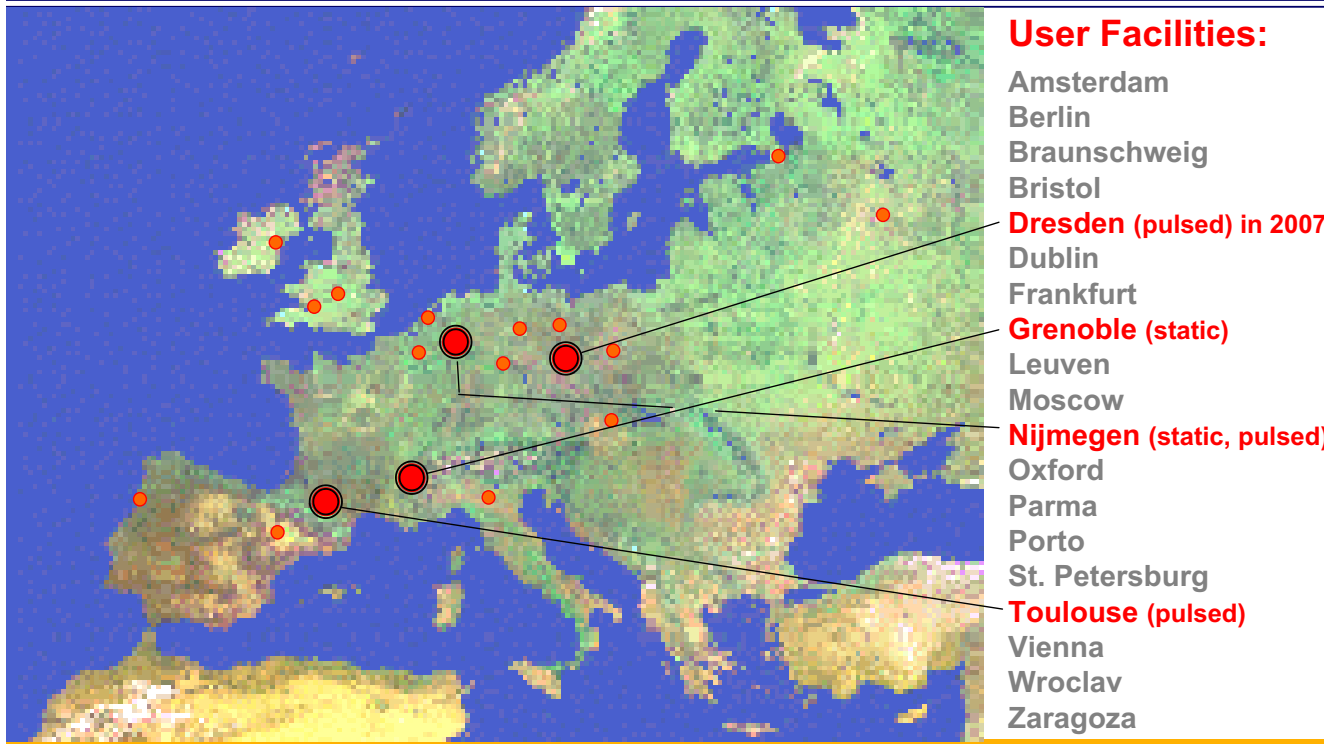 User Facilities:
Amsterdam
Berlin
Braunschweig
Bristol
Dresden (pulsed) in 2007
Dublin
Frankfurt
Grenoble (static)
Leuven
Moscow
Nijmegen (static, pulsed)
Oxford
Parma
Porto
St. Petersburg
Toulouse (pulsed)
Vienna
Wroclav
Zaragoza